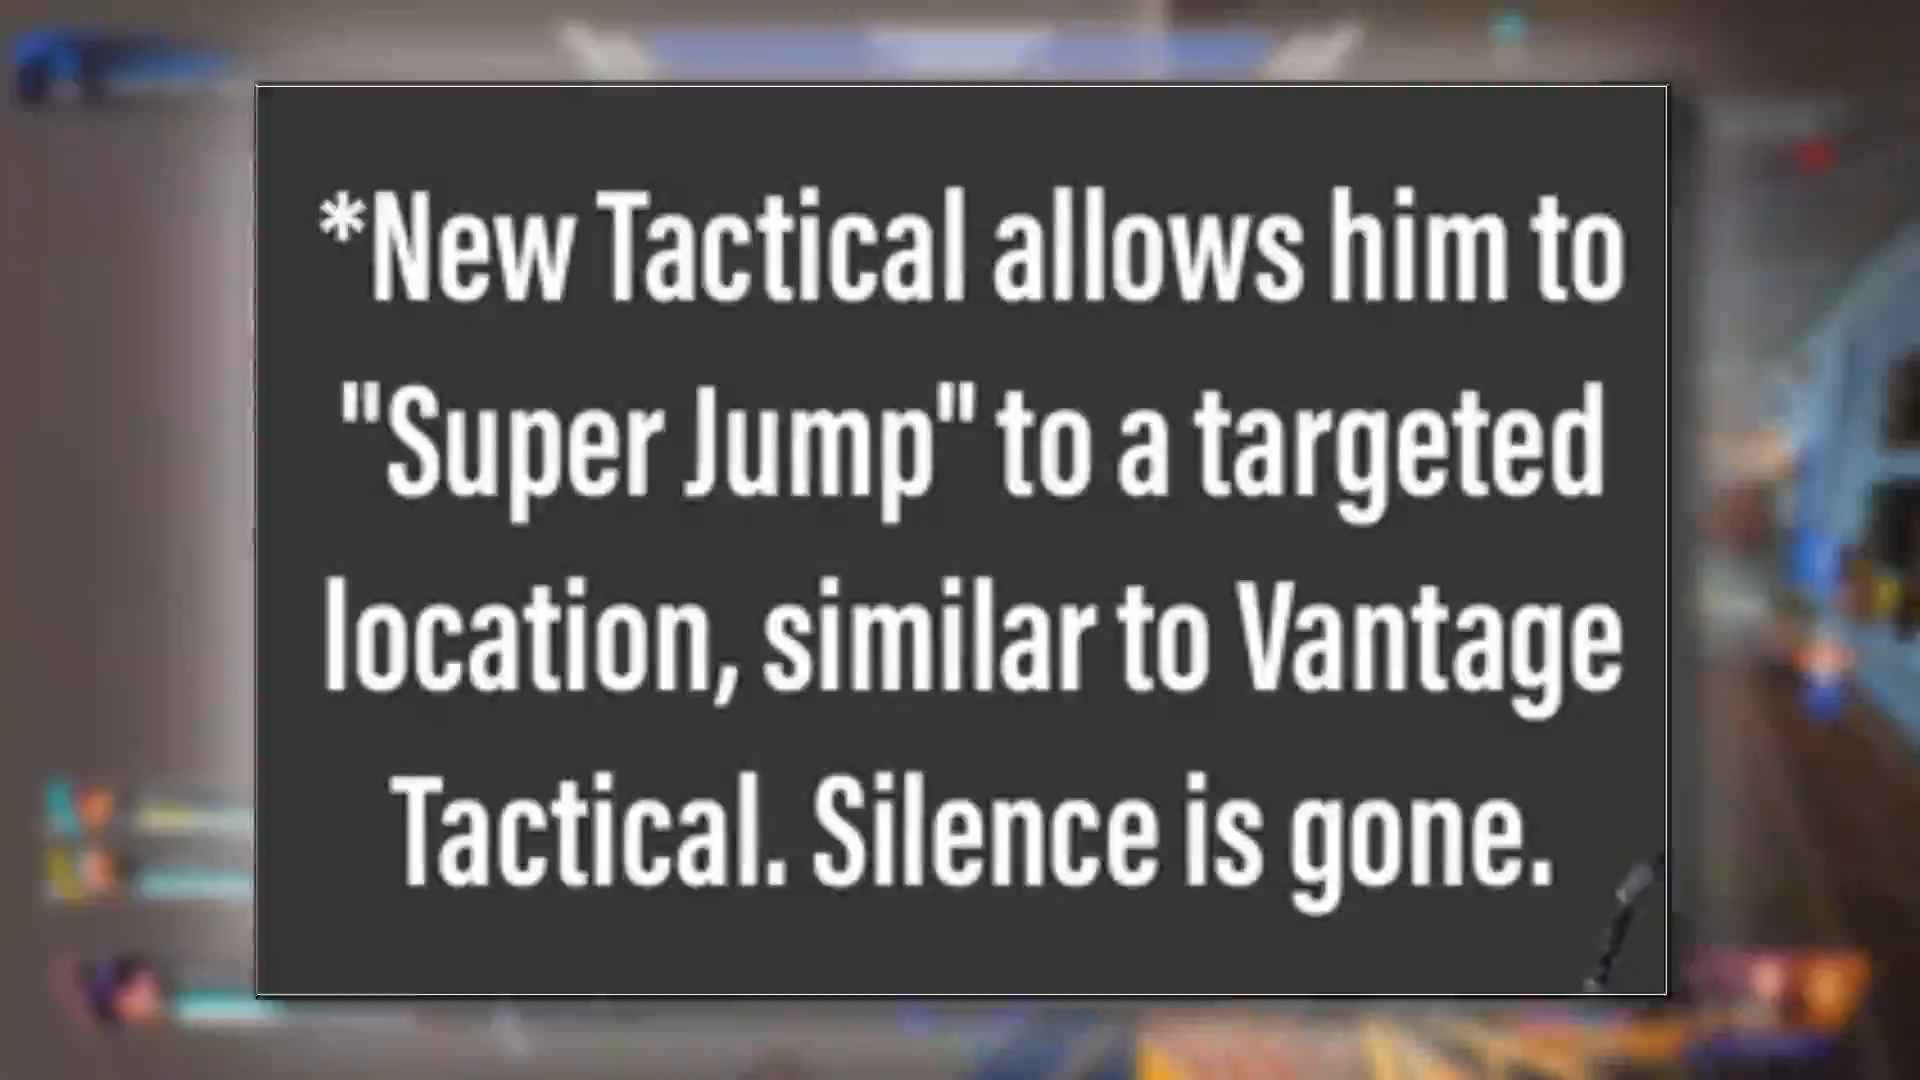 *New Tactical allows him to
"Super Jump" to a targeted
location, similar to Vantage
Tactical. Silence is gone.